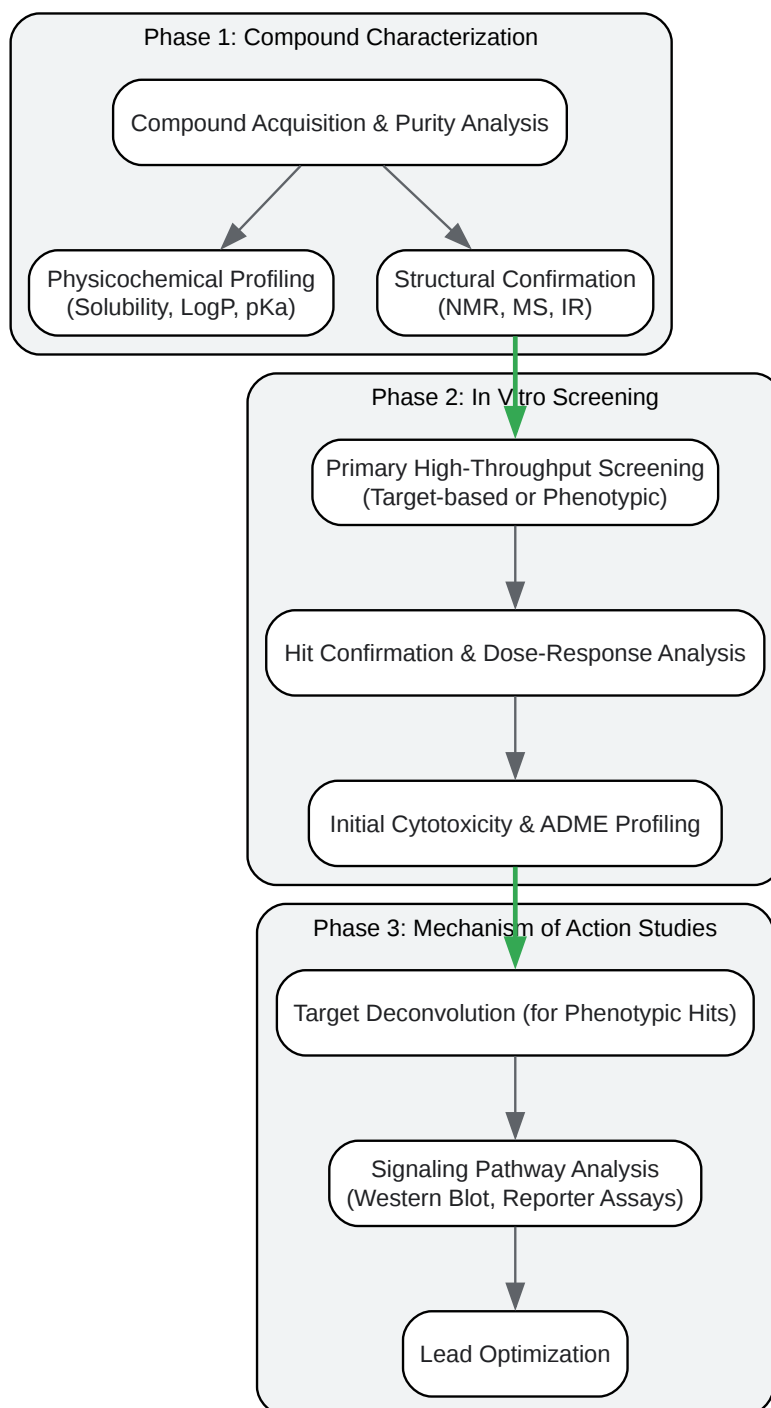 Phase 1: Compound Characterization
Compound Acquisition & Purity Analysis
Physicochemical Profiling
(Solubility, LogP, pKa)
Structural Confirmation
(NMR, MS, IR)
Phase 2: In Vitro Screening
Primary High-Throughput Screening
(Target-based or Phenotypic)
Hit Confirmation & Dose-Response Analysis
Initial Cytotoxicity & ADME Profiling
Phase 3: Mechanism of Action Studies
Target Deconvolution (for Phenotypic Hits)
Signaling Pathway Analysis
(Western Blot, Reporter Assays)
Lead Optimization